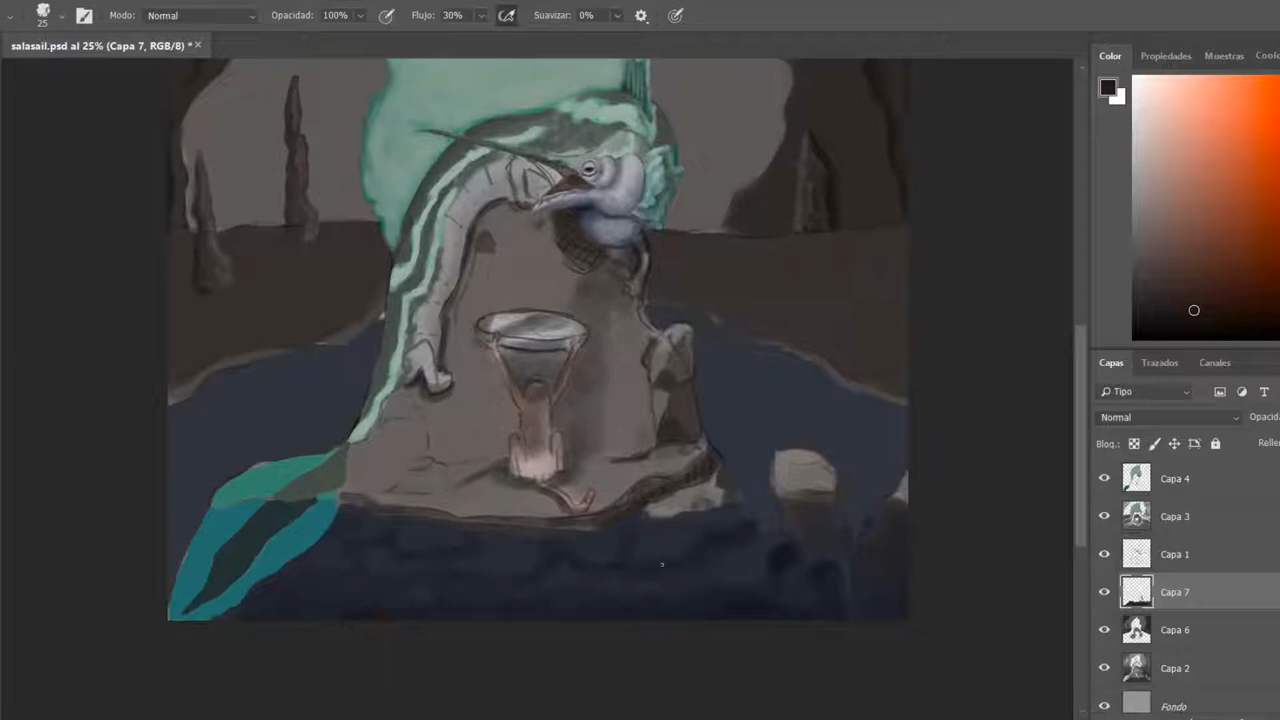 25 Modo: Normal Opacidad: 100% Flujo: 30% Suavizar: 0%
salasail.psd al 25% (Capa 7, RGB/8) *
Color Propiedades Muestras
Capas Trazados Canales
Tipo
Normal
Bloq.:
Capa 4
Capa 3
Capa 1
Capa 7
Capa 6
Capa 2
Fondo